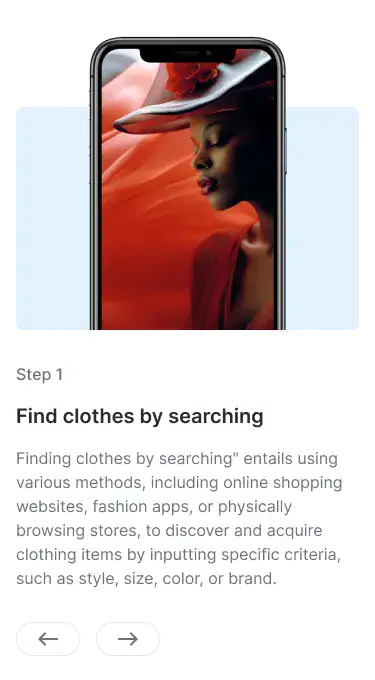 Step 1
Find clothes by searching
Finding clothes by searching" entails using
various methods, including online shopping
websites, fashion apps, or physically
browsing stores, to discover and acquire
clothing items by inputting specific criteria,
such as style, size, color, or brand.